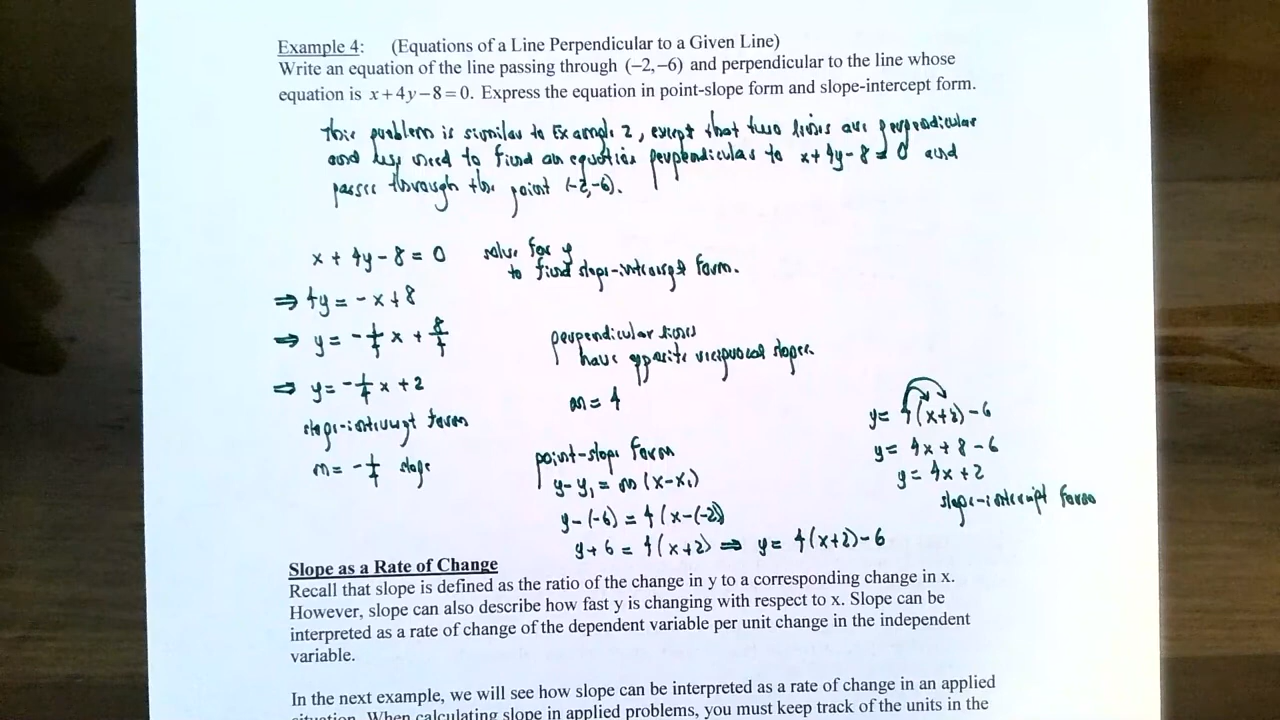 Example 4: (Equations of a Line Perpendicular to a Given Line)
Write an equation of the line passing through (−2,−6) and perpendicular to the line whose
equation is x+4y−8=0. Express the equation in point-slope form and slope-intercept form.
This problem is similar to Example 2, except that two lines are perpendicular
and less need to find an equation perpendicular to x+4y-8=0 and
passes through the point (-2,-6).
x + 4y - 8 = 0 solve for y
to find slope-intercept form.
⇒ 4y = -x+8
⇒ y = -1/4 x + 8/4
perpendicular lines
have opposite reciprocal slopes.
⇒ y = -1/4 x + 2
m = 4
slope-intercept form
m = -1/4 slope
point-slope form
y-y₁ = m(x-x₁)
y-(-6) = 4(x-(-2))
y+6 = 4(x+2) ⇒ y = 4(x+2)-6
y = 4(x+2)-6
y = 4x + 8 - 6
y = 4x+2
slope-intercept form
Slope as a Rate of Change
Recall that slope is defined as the ratio of the change in y to a corresponding change in x.
However, slope can also describe how fast y is changing with respect to x. Slope can be
interpreted as a rate of change of the dependent variable per unit change in the independent
variable.
In the next example, we will see how slope can be interpreted as a rate of change in an applied
situation. When calculating slope in applied problems, you must keep track of the units in the